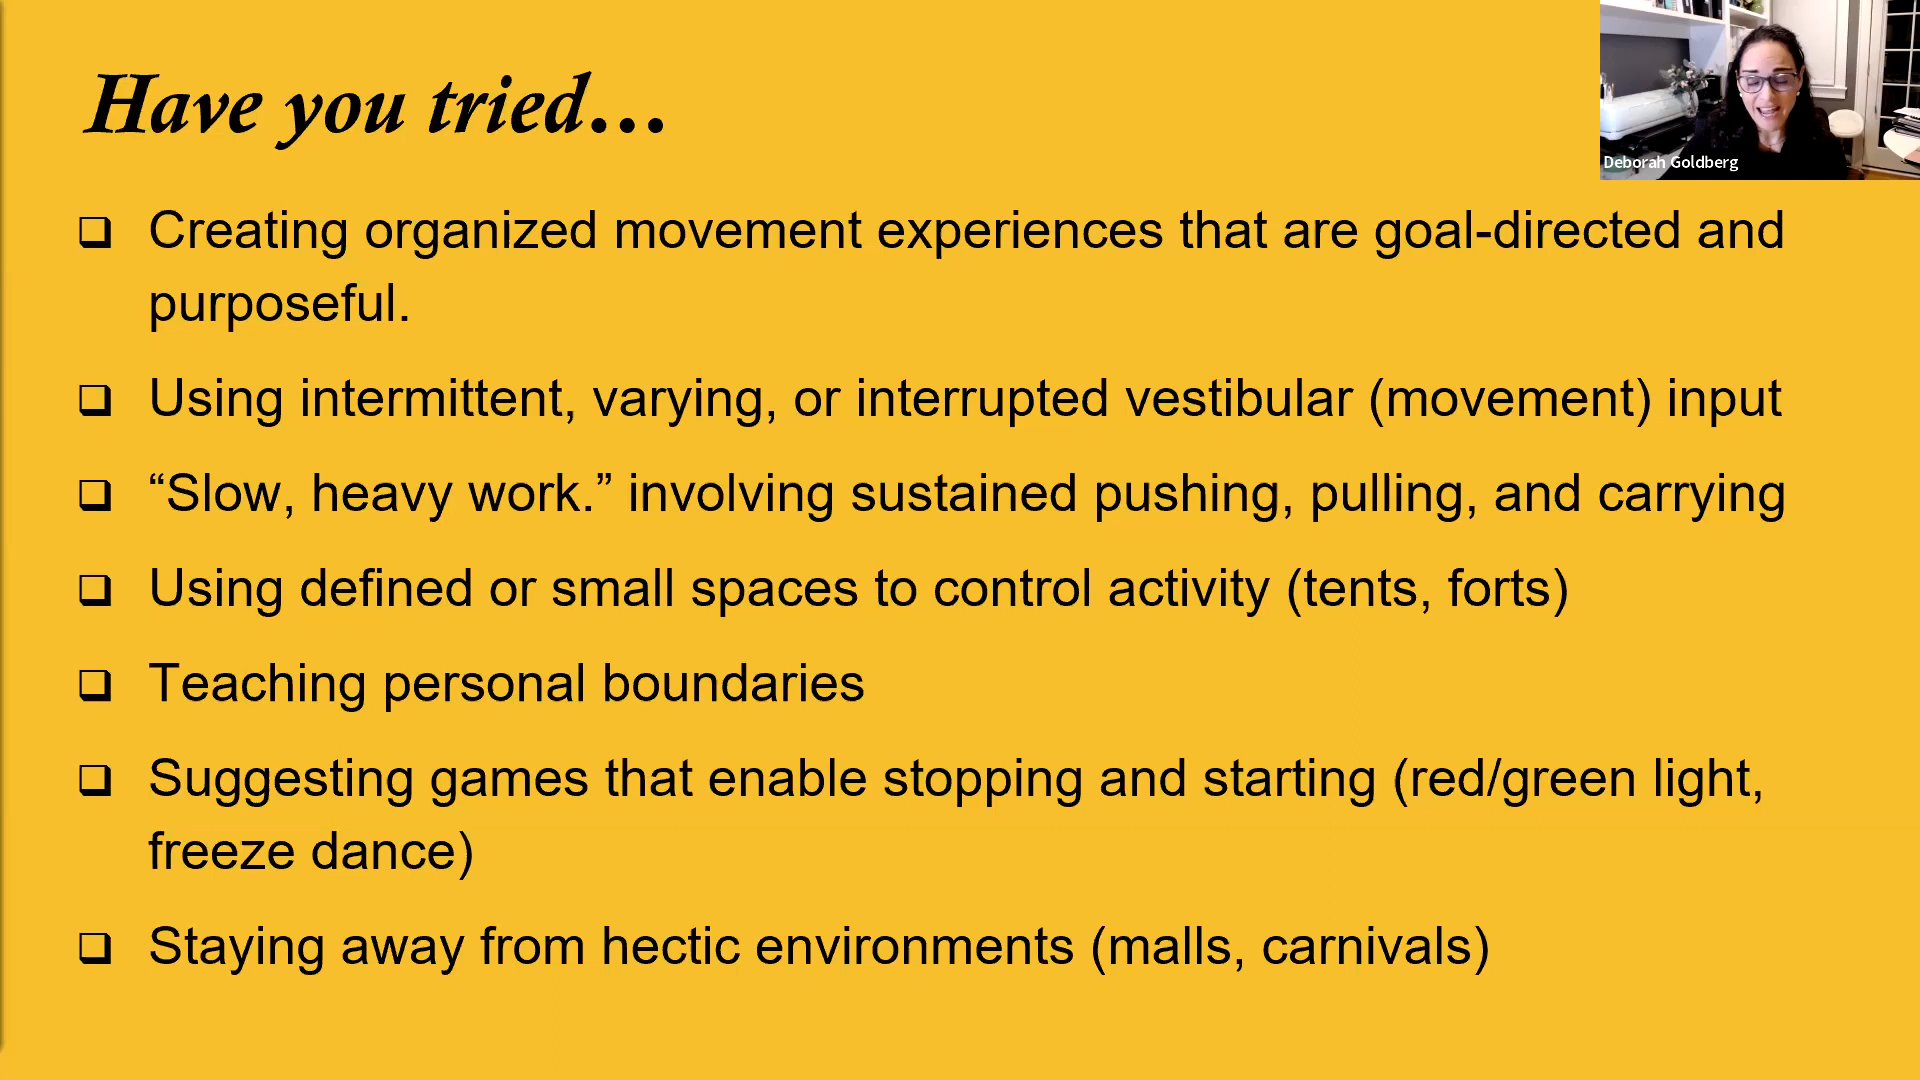 Have you tried…
Deborah Goldberg
Creating organized movement experiences that are goal-directed and
purposeful.
Using intermittent, varying, or interrupted vestibular (movement) input
“Slow, heavy work.” involving sustained pushing, pulling, and carrying
Using defined or small spaces to control activity (tents, forts)
Teaching personal boundaries
Suggesting games that enable stopping and starting (red/green light,
freeze dance)
Staying away from hectic environments (malls, carnivals)